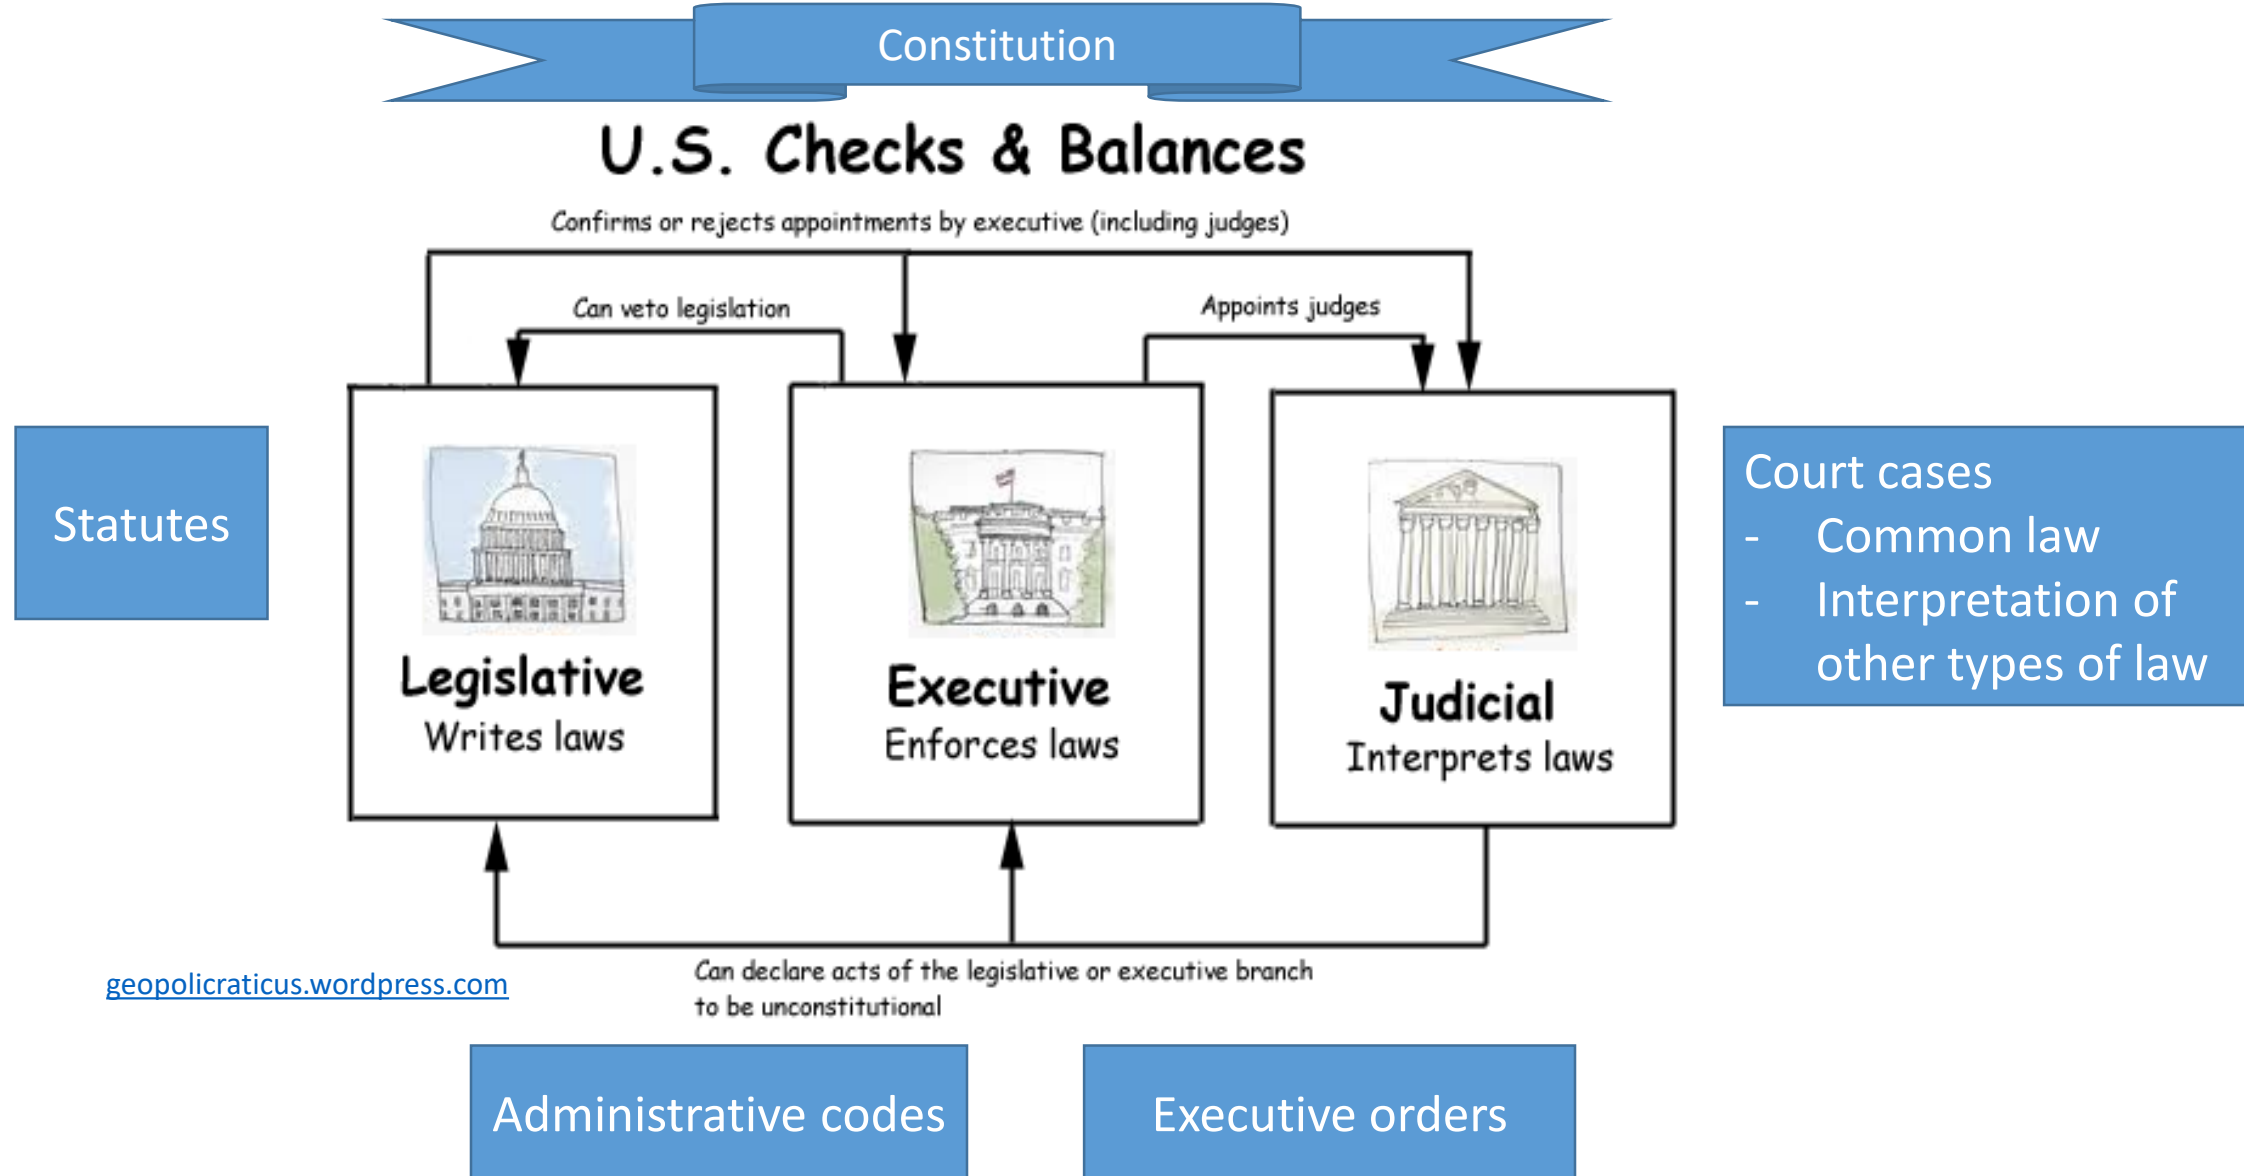 Constitution
U.S. Checks & Balances
Confirms or rejects appointments by executive (including judges)
Can veto legislation
Appoints judges
Statutes
Legislative
Writes laws
Executive
Enforces laws
Judicial
Interprets laws
Court cases
- Common law
- Interpretation of
other types of law
geopolicraticus.wordpress.com
Can declare acts of the legislative or executive branch
to be unconstitutional
Administrative codes
Executive orders